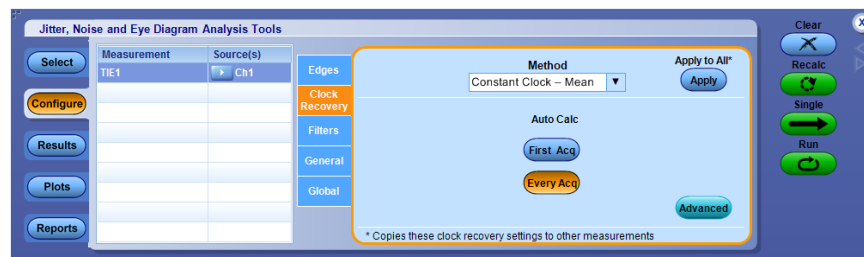 Jitter, Noise and Eye Diagram Analysis Tools
Clear
Select
Measurement Source(s)
TIE1 Ch1
Edges
Method
Constant Clock – Mean
Apply to All*
Apply
Recalc
Configure
Clock
Recovery
Auto Calc
Single
Filters
Results
First Acq
Run
General
Plots
Global
Every Acq
Advanced
Reports
* Copies these clock recovery settings to other measurements